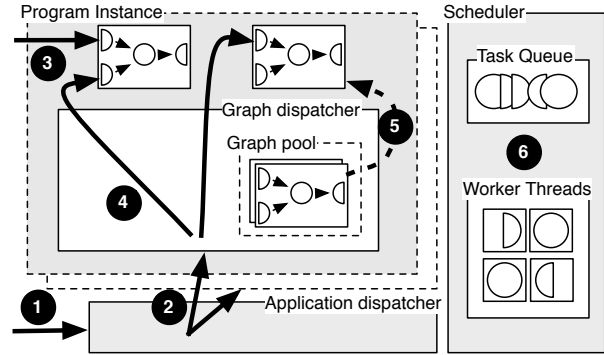 Program Instance
Scheduler
Task Queue
3
Graph dispatcher
5
Graph pool
6
4
Worker Threads
1
2
Application dispatcher